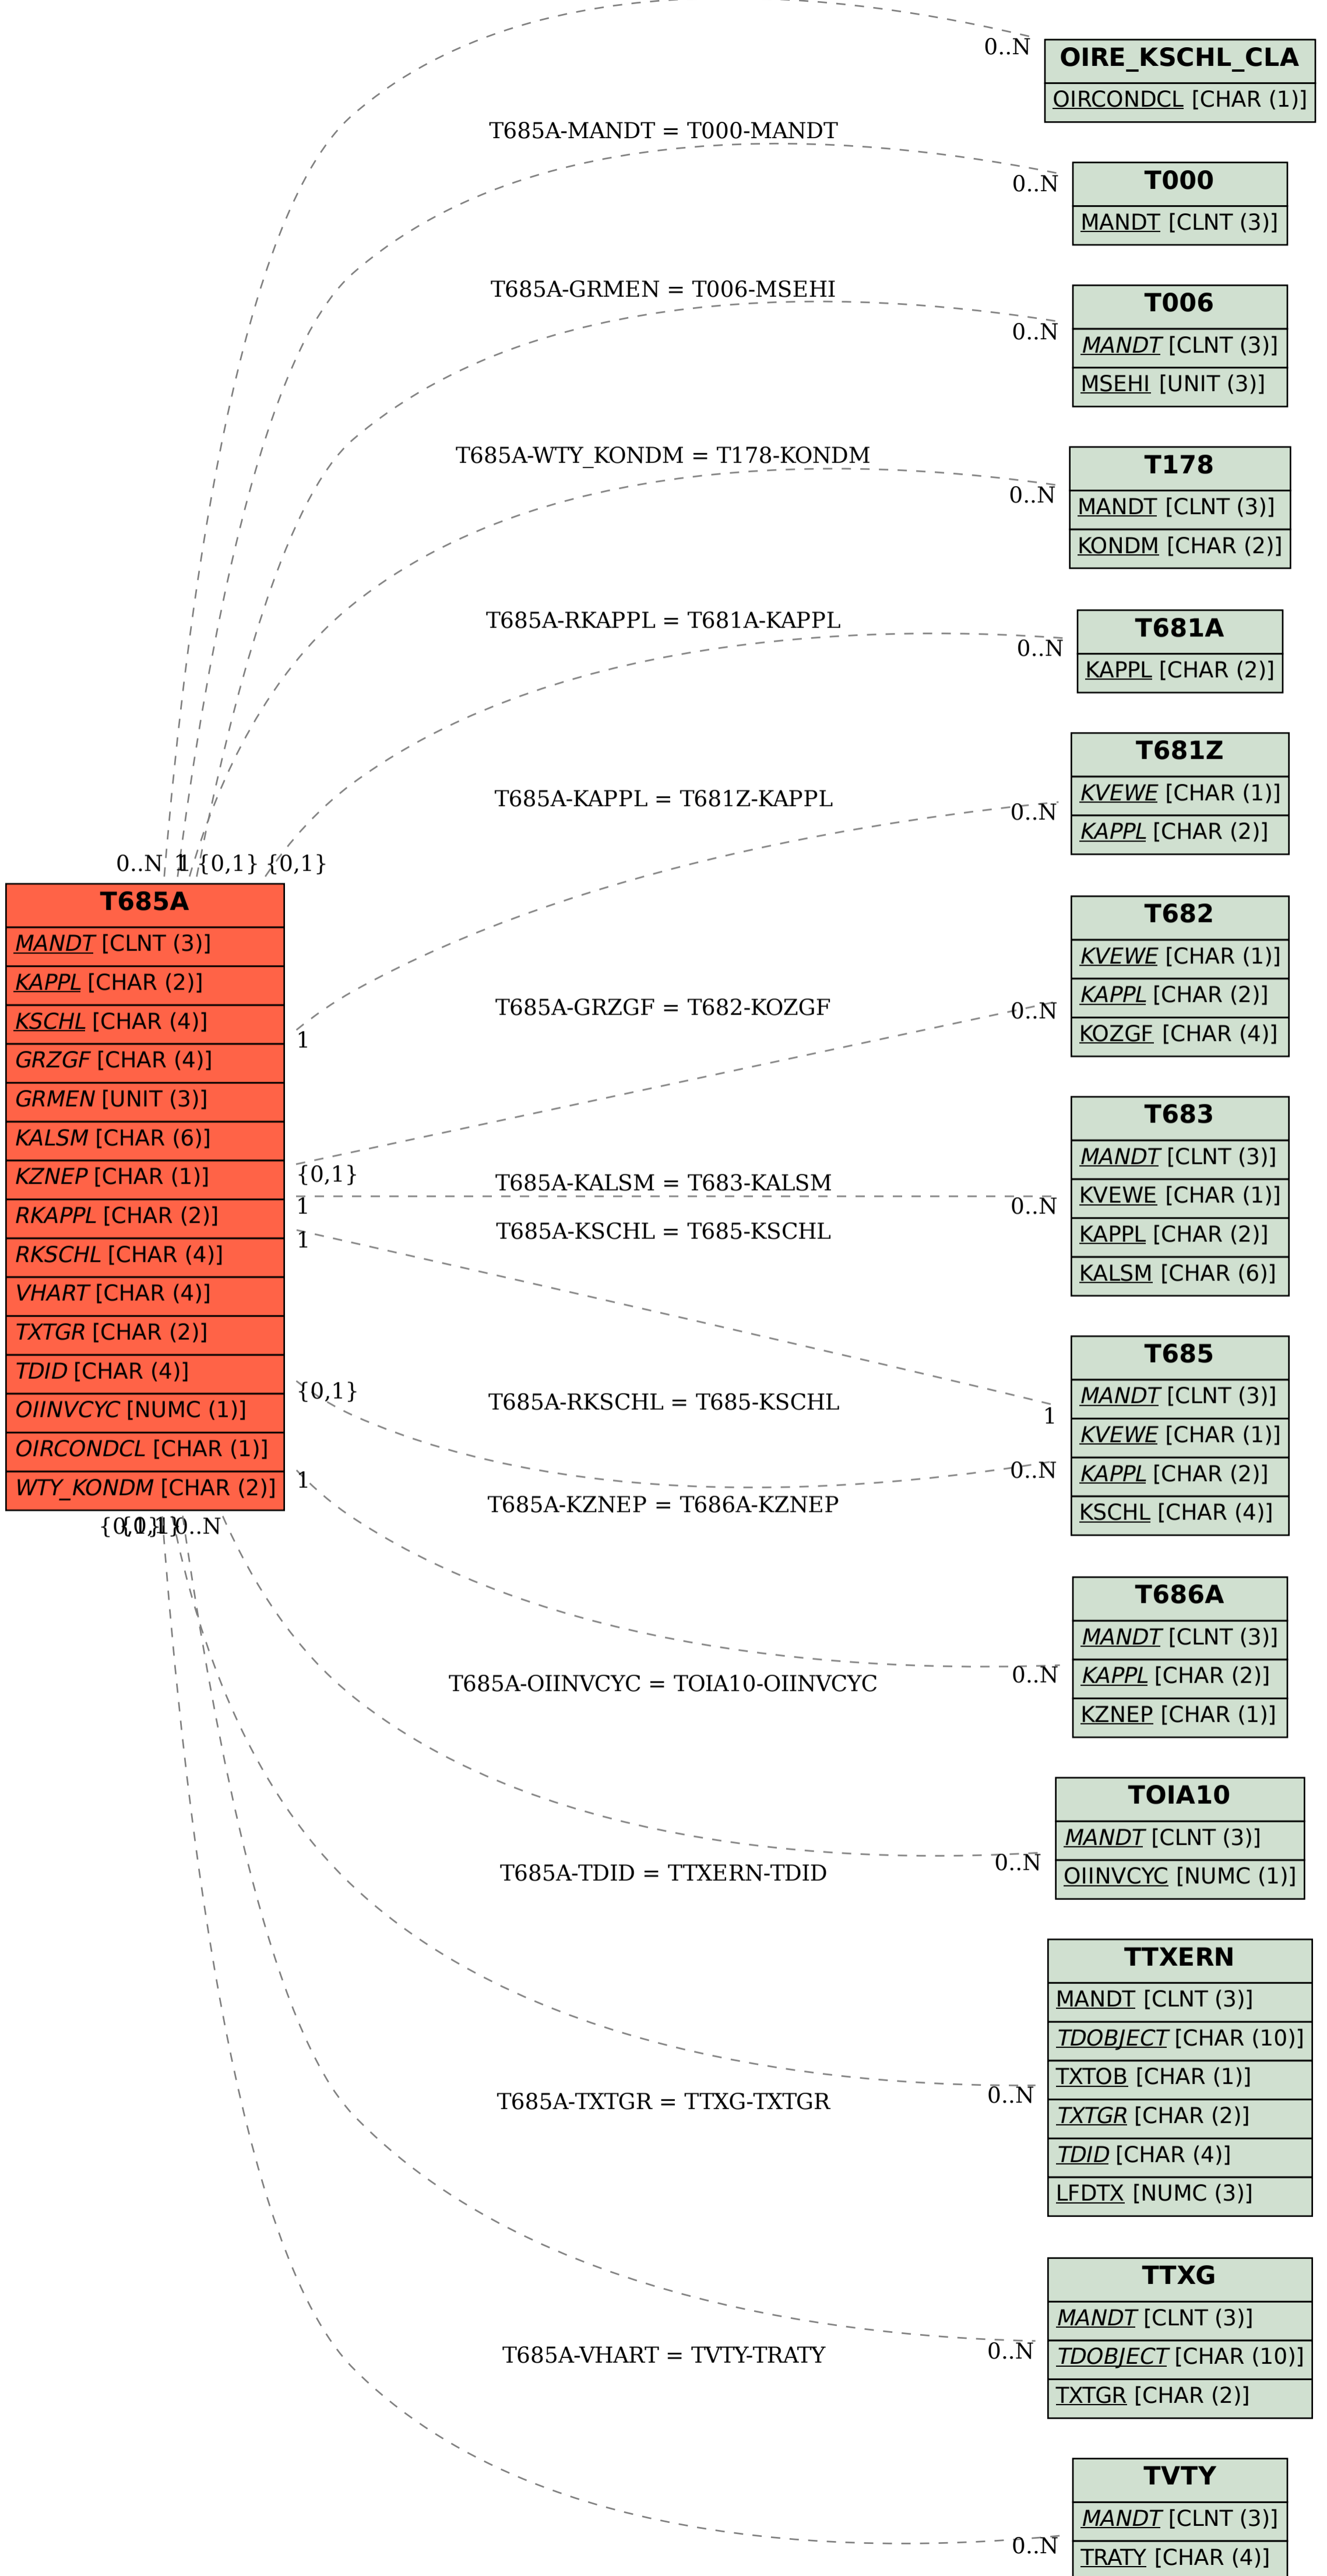 0..N
OIRE_KSCHL_CLA
OIRCONDCL [CHAR (1)]
T685A-MANDT = T000-MANDT
0..N
T000
MANDT [CLNT (3)]
T685A-GRMEN = T006-MSEHI
0..N
T006
MANDT [CLNT (3)]
MSEHI [UNIT (3)]
T685A-WTY_KONDM = T178-KONDM
0..N
T178
MANDT [CLNT (3)]
KONDM [CHAR (2)]
T685A-RKAPPL = T681A-KAPPL
0..N
T681A
KAPPL [CHAR (2)]
T685A-KAPPL = T681Z-KAPPL
0..N
T681Z
KVEWE [CHAR (1)]
KAPPL [CHAR (2)]
0..N 1 {0,1} {0,1}
T685A
MANDT [CLNT (3)]
KAPPL [CHAR (2)]
KSCHL [CHAR (4)]
GRZGF [CHAR (4)]
GRMEN [UNIT (3)]
KALSM [CHAR (6)]
KZNEP [CHAR (1)]
RKAPPL [CHAR (2)]
RKSCHL [CHAR (4)]
VHART [CHAR (4)]
TXTGR [CHAR (2)]
TDID [CHAR (4)]
OIINVCYC [NUMC (1)]
OIRCONDCL [CHAR (1)]
WTY_KONDM [CHAR (2)]
1
T685A-GRZGF = T682-KOZGF
0..N
T682
KVEWE [CHAR (1)]
KAPPL [CHAR (2)]
KOZGF [CHAR (4)]
{0,1}
T685A-KALSM = T683-KALSM
1
0..N
T683
MANDT [CLNT (3)]
KVEWE [CHAR (1)]
KAPPL [CHAR (2)]
KALSM [CHAR (6)]
T685A-KSCHL = T685-KSCHL
1
1
T685
MANDT [CLNT (3)]
KVEWE [CHAR (1)]
KAPPL [CHAR (2)]
KSCHL [CHAR (4)]
{0,1}
T685A-RKSCHL = T685-KSCHL
0..N
1
T685A-KZNEP = T686A-KZNEP
0..N
T686A
MANDT [CLNT (3)]
KAPPL [CHAR (2)]
KZNEP [CHAR (1)]
0..N
T685A-OIINVCYC = TOIA10-OIINVCYC
0..N
TOIA10
MANDT [CLNT (3)]
OIINVCYC [NUMC (1)]
T685A-TDID = TTXERN-TDID
0..N
TTXERN
MANDT [CLNT (3)]
TDOBJECT [CHAR (10)]
TXTOB [CHAR (1)]
TXTGR [CHAR (2)]
TDID [CHAR (4)]
LFDTX [NUMC (3)]
T685A-TXTGR = TTXG-TXTGR
0..N
TTXG
MANDT [CLNT (3)]
TDOBJECT [CHAR (10)]
TXTGR [CHAR (2)]
T685A-VHART = TVTY-TRATY
0..N
TVTY
MANDT [CLNT (3)]
TRATY [CHAR (4)]